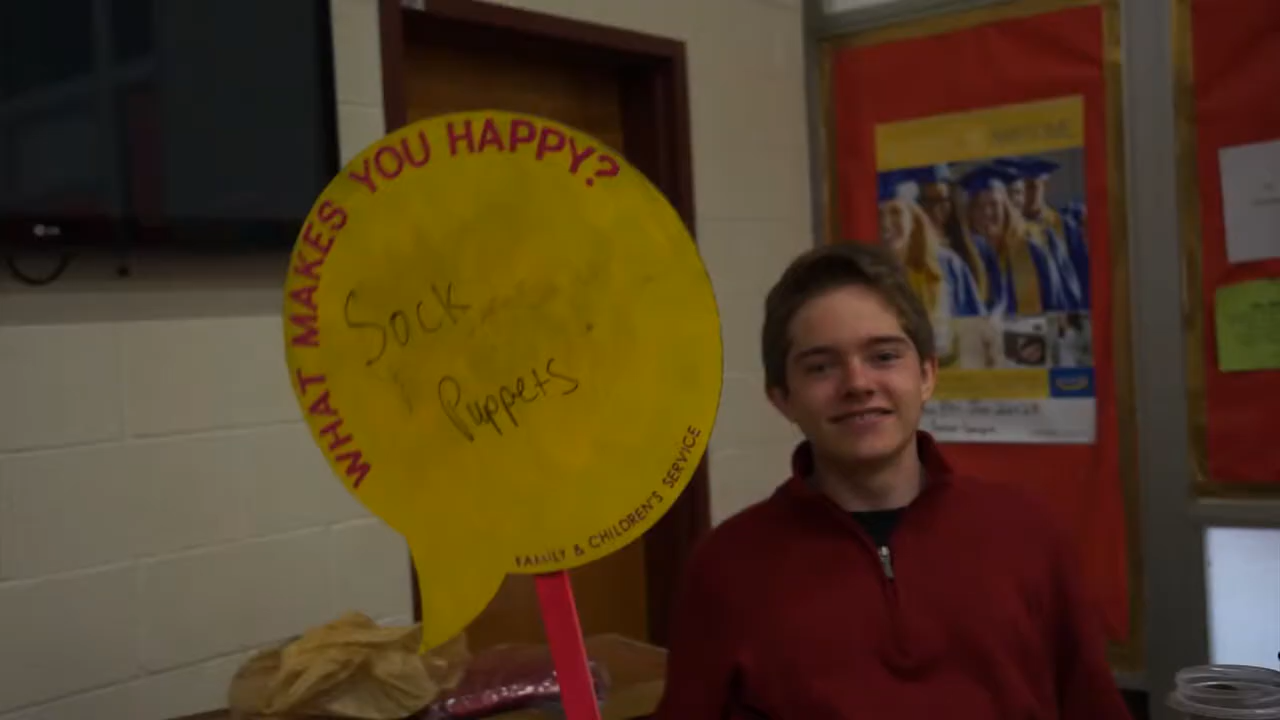 WHAT MAKES YOU HAPPY?
Sock
Puppets
FAMILY & CHILDREN'S SERVICE